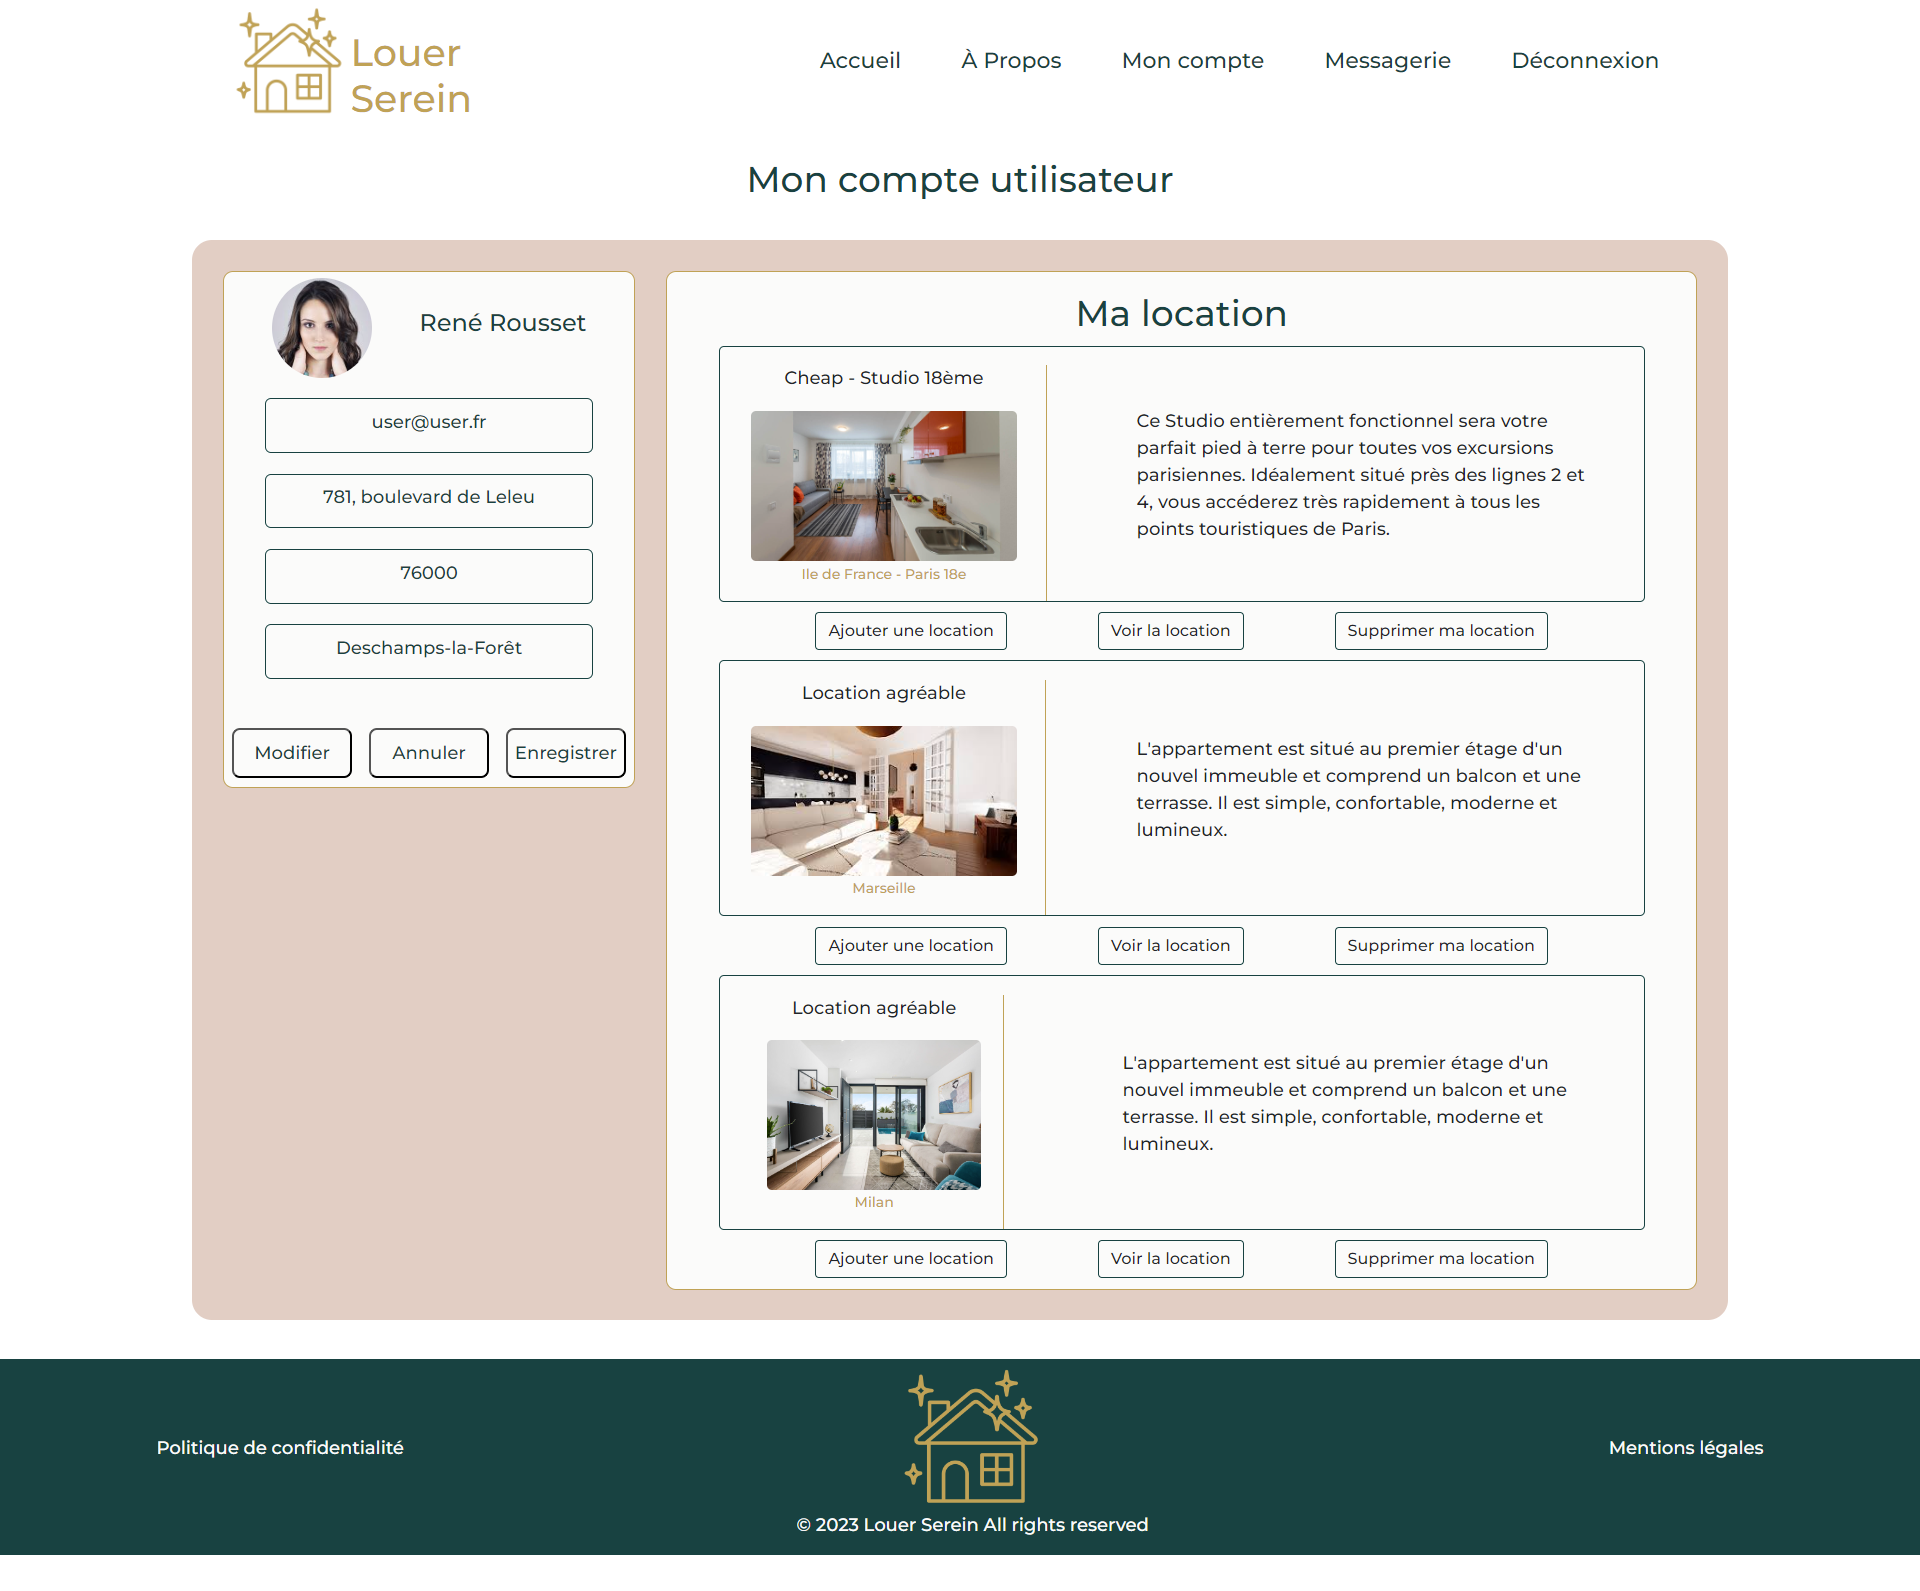 Louer
Serein
Accueil
À Propos
Mon compte
Messagerie
Déconnexion
Mon compte utilisateur
René Rousset
user@user.fr
781, boulevard de Leleu
76000
Deschamps-la-Forêt
Modifier
Annuler
Enregistrer
Ma location
Cheap - Studio 18ème
Ile de France - Paris 18e
Ce Studio entièrement fonctionnel sera votre
parfait pied à terre pour toutes vos excursions
parisiennes. Idéalement situé près des lignes 2 et
4, vous accéderez très rapidement à tous les
points touristiques de Paris.
Ajouter une location
Voir la location
Supprimer ma location
Location agréable
Marseille
L'appartement est situé au premier étage d'un
nouvel immeuble et comprend un balcon et une
terrasse. Il est simple, confortable, moderne et
lumineux.
Ajouter une location
Voir la location
Supprimer ma location
Location agréable
Milan
L'appartement est situé au premier étage d'un
nouvel immeuble et comprend un balcon et une
terrasse. Il est simple, confortable, moderne et
lumineux.
Ajouter une location
Voir la location
Supprimer ma location
Politique de confidentialité
© 2023 Louer Serein All rights reserved
Mentions légales